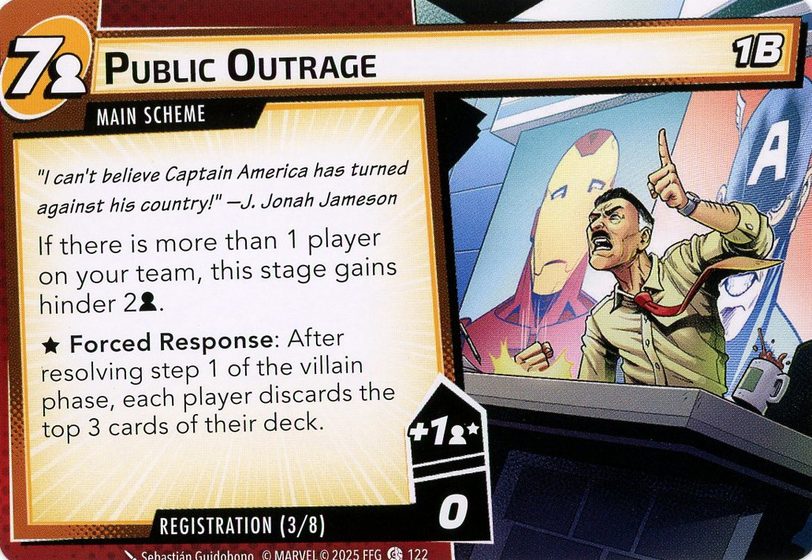 7
PUBLIC OUTRAGE
1B
MAIN SCHEME
"I can't believe Captain America has turned
against his country!" —J. Jonah Jameson
If there is more than 1 player
on your team, this stage gains
hinder 2.
★ Forced Response: After
resolving step 1 of the villain
phase, each player discards the
top 3 cards of their deck.
+1★
0
A
REGISTRATION (3/8)
Sebastián Guidobono © MARVEL © 2025 FFG 122